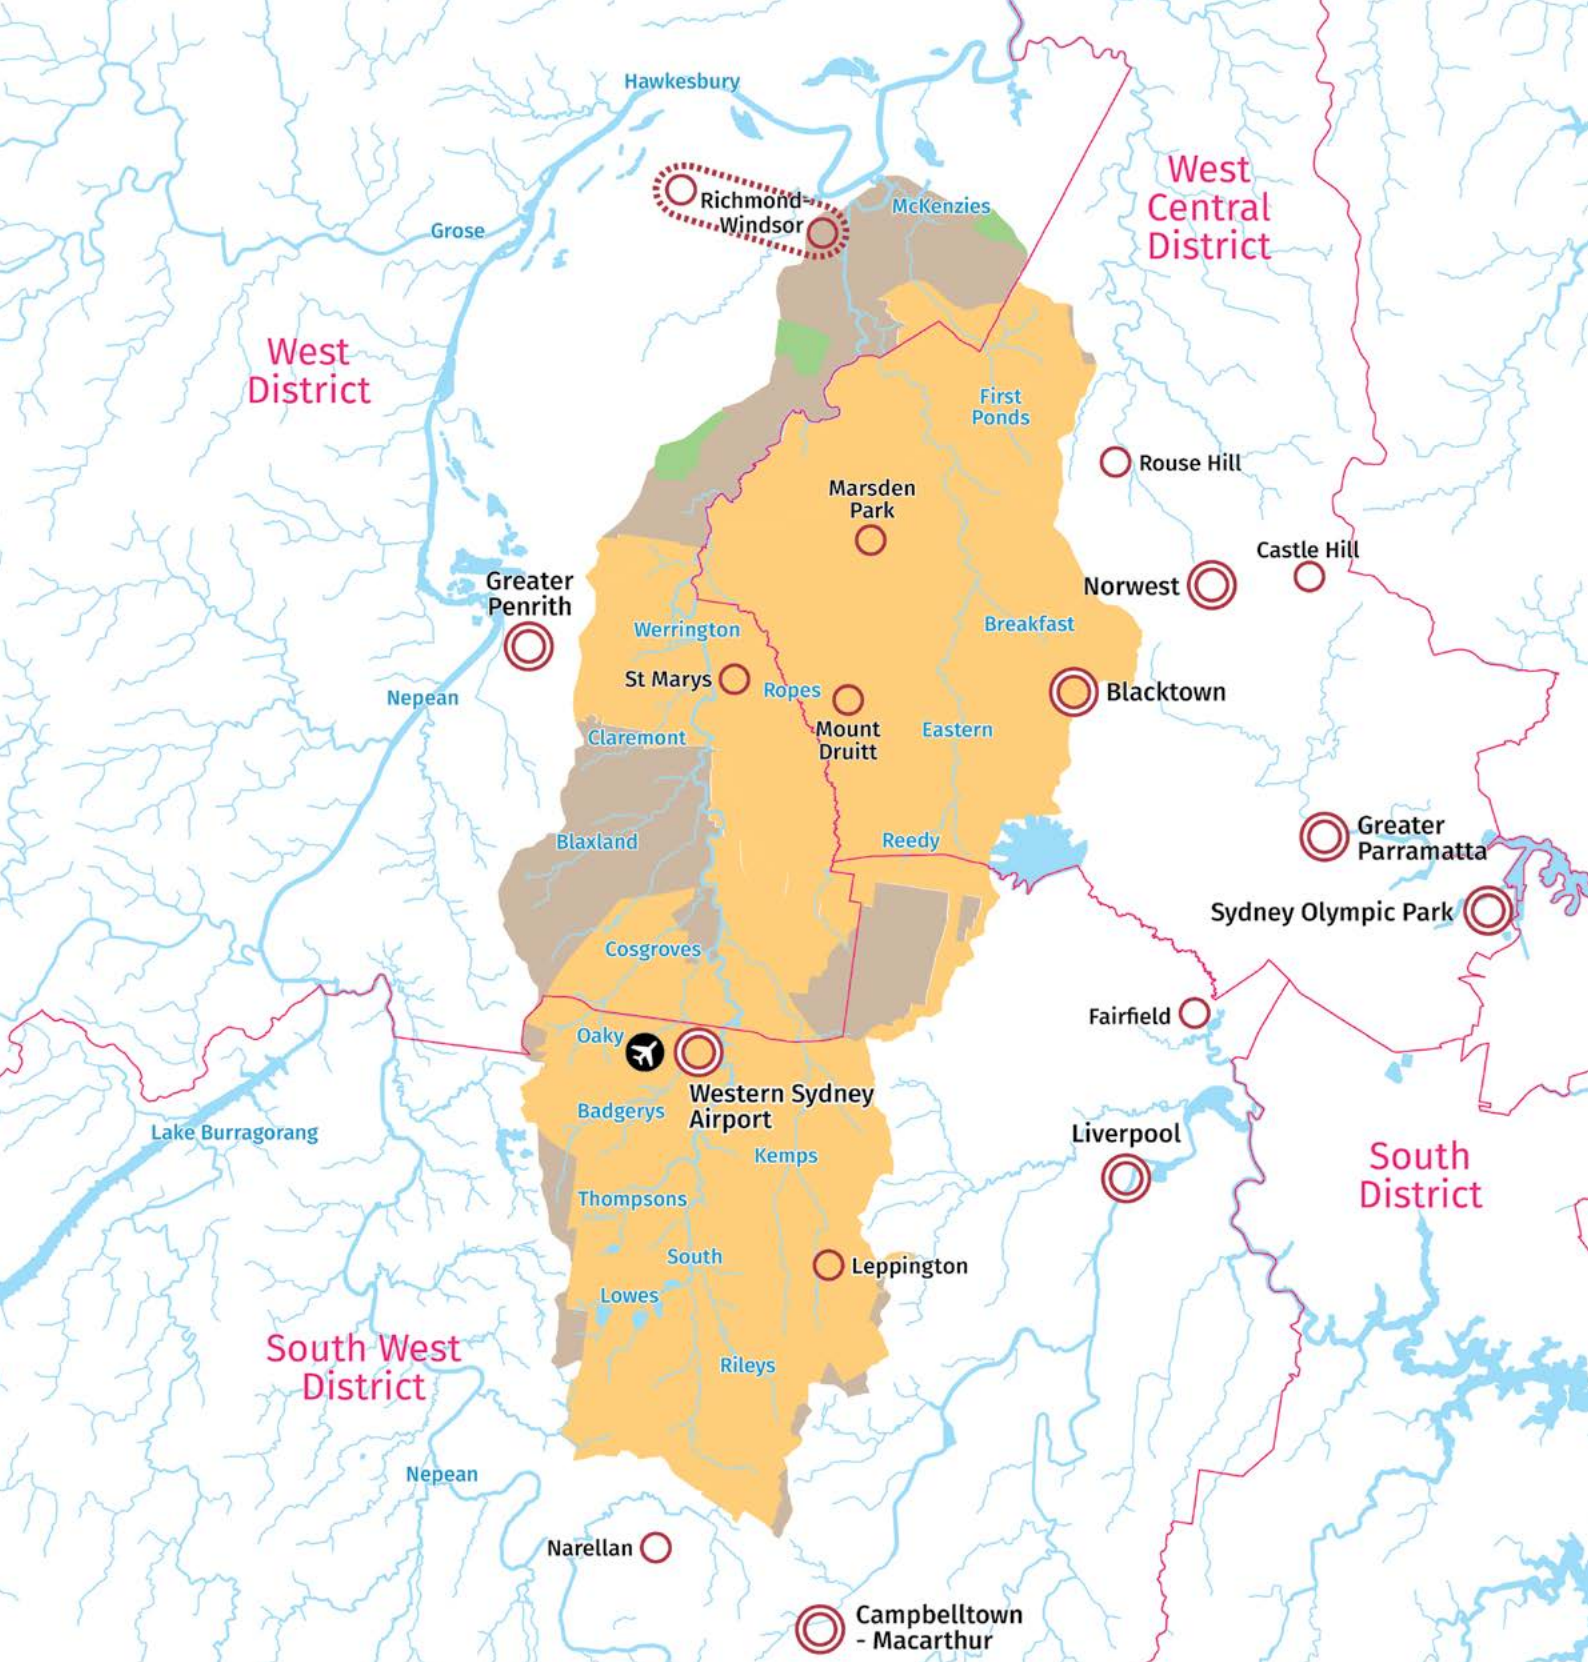 Hawkesbury
West
Central
District
Richmond-
Windsor
McKenzies
Grose
West
District
First
Ponds
Rouse Hill
Marsden
Park
Castle Hill
Greater
Penrith
Norwest
Werrington
Breakfast
St Marys
Ropes
Blacktown
Nepean
Mount
Druitt
Eastern
Claremont
Blaxland
Reedy
Greater
Parramatta
Sydney Olympic Park
Cosgroves
Fairfield
Oaky
Western Sydney
Airport
Badgerys
Lake Burragorang
Liverpool
Kemps
South
District
Thompsons
South
Leppington
Lowes
South West
District
Rileys
Nepean
Narellan
Campbelltown
- Macarthur